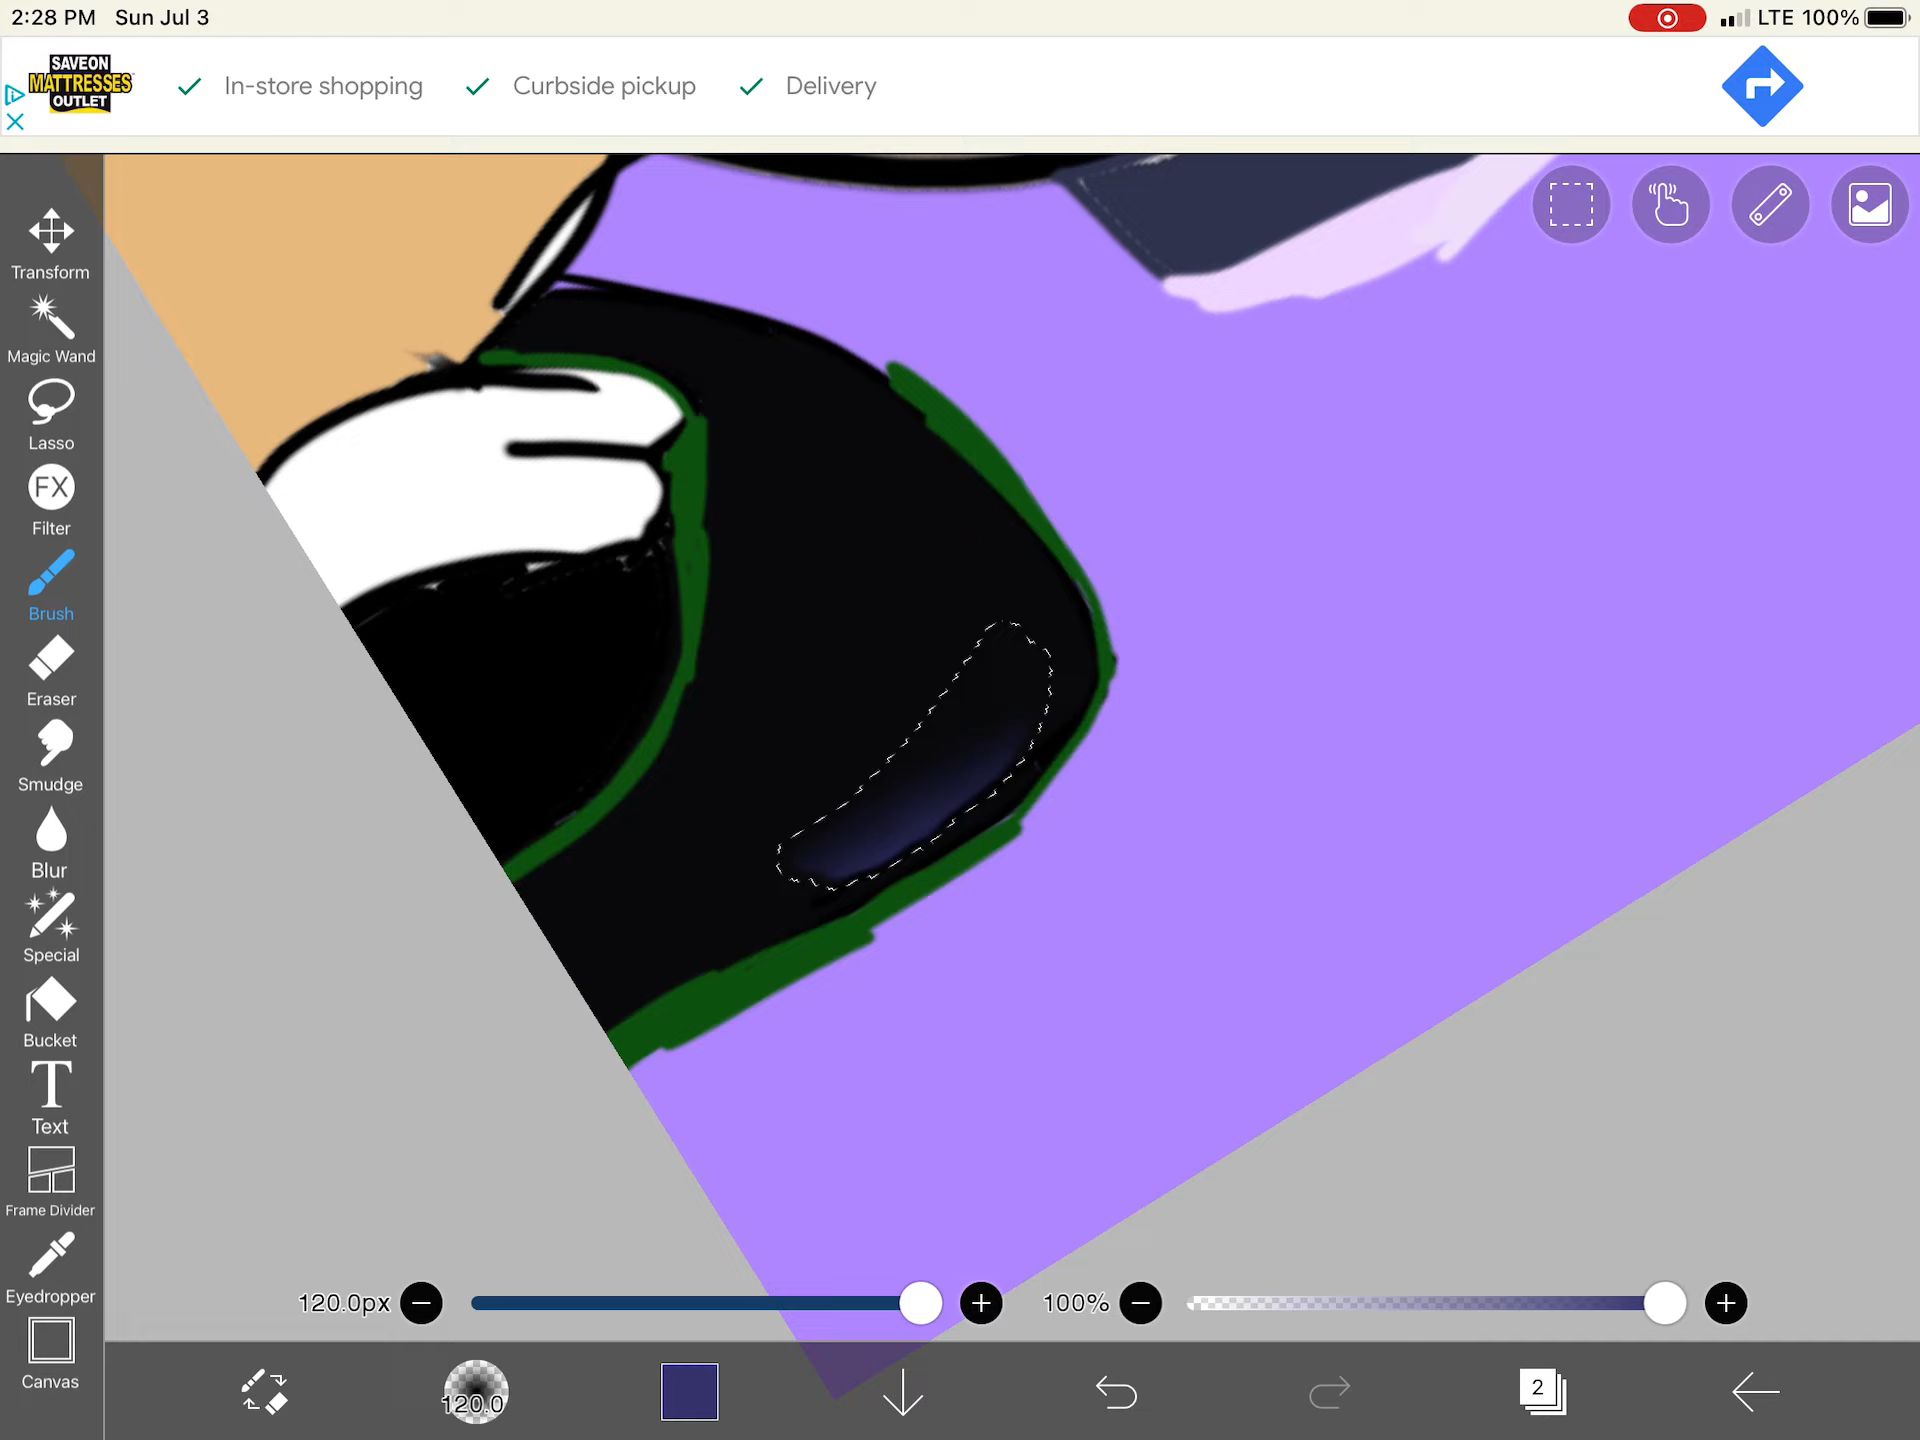 2:28 PM Sun Jul 3
LTE 100%
SAVEON
MATTRESSES
OUTLET
In-store shopping
Curbside pickup
Delivery
Transform
Magic Wand
Lasso
FX
Filter
Brush
Eraser
Smudge
Blur
Special
Bucket
T
Text
Frame Divider
Eyedropper
Canvas
120.0px
100%
120.0
2